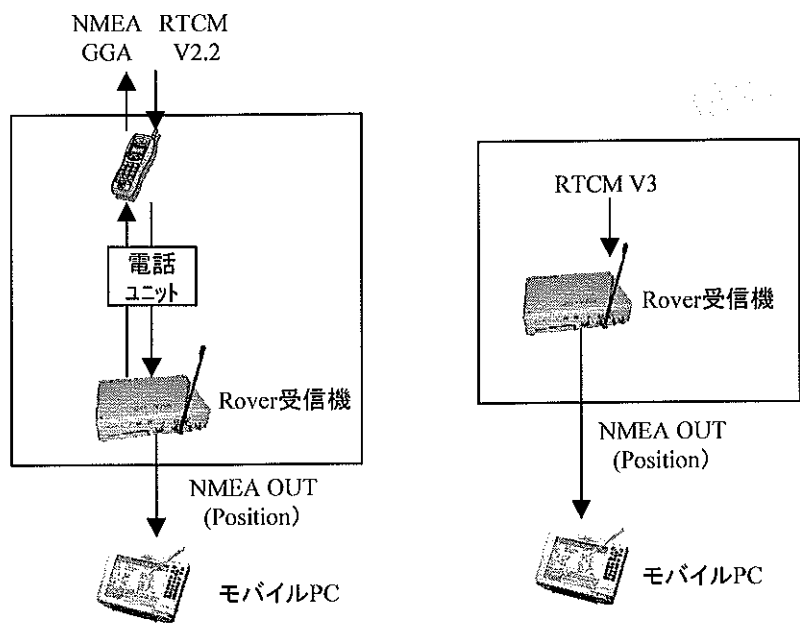 NMEA RTCM
GGA V2.2
電話
ユニット
Rover受信機
NMEA OUT
(Position)
モバイルPC
RTCM V3
Rover受信機
NMEA OUT
(Position)
モバイルPC